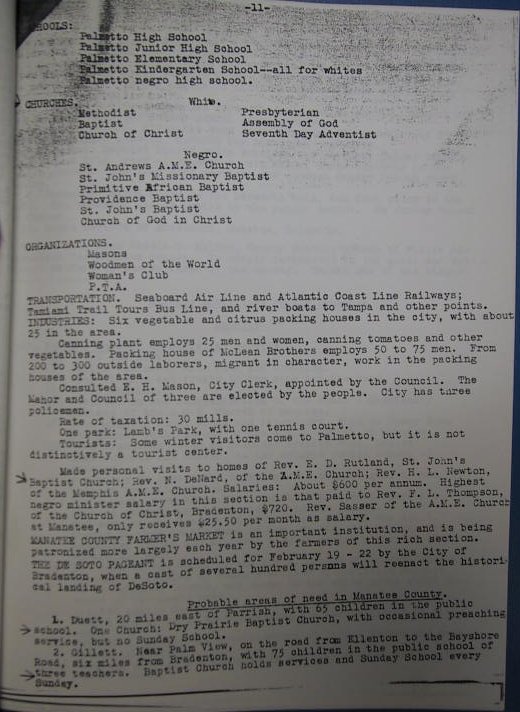 -11-
HOOLS:
Palmetto High School
Palmetto Junior High School
Palmetto Elementary School
Palmetto Kindergarten School--all for whites
Palmetto negro high school.
CHURCHES. White.
Methodist Presbyterian
Baptist Assembly of God
Church of Christ Seventh Day Adventist
Negro.
St. Andrews A.M.E. Church
St. John's Missionary Baptist
Primitive African Baptist
Providence Baptist
St. John's Baptist
Church of God in Christ
ORGANIZATIONS.
Masons
Woodmen of the World
Woman's Club
P.T.A.
TRANSPORTATION. Seaboard Air Line and Atlantic Coast Line Railways;
Tamiami Trail Tours Bus Line, and river boats to Tampa and other points.
INDUSTRIES: Six vegetable and citrus packing houses in the city, with about
25 in the area.
Canning plant employs 25 men and women, canning tomatoes and other
vegetables. Packing house of McLean Brothers employs 50 to 75 men. From
200 to 300 outside laborers, migrant in character, work in the packing
houses of the area.
Consulted E. H. Mason, City Clerk, appointed by the Council. The
Mahor and Council of three are elected by the people. City has three
policemen.
Rate of taxation: 30 mills.
One park: Lamb's Park, with one tennis court.
Tourists: Some winter visitors come to Palmetto, but it is not
distinctively a tourist center.
Made personal visits to homes of Rev. E. D. Rutland, St. John's
Baptist Church; Rev. N. DeNard, of the A.M.E. Church; Rev. H. L. Newton,
of the Memphis A.M.E. Church. Salaries: About $600 per annum. Highest
negro minister salary in this section is that paid to Rev. F. L. Thompson,
of the Church of Christ, Bradenton, $720. Rev. Sasser of the A.M.E. Church
at Manatee, only receives $25.50 per month as salary.
MANATEE COUNTY FARMER'S MARKET is an important institution, and is being
patronized more largely each year by the farmers of this rich section.
THE DE SOTO PAGEANT is scheduled for February 19 - 22 by the City of
Bradenton, when a cast of several hundred persnns will reenact the histori-
cal landing of DeSoto.
Probable areas of need in Manatee County.
1. Duett, 20 miles east of Parrish, with 65 children in the public
school. One Church: Dry Prairie Baptist Church, with occasional preaching
service, but no Sunday School.
2. Gillett. Near Palm View, on the road from Ellenton to the Bayshore
Road, six miles from Bradenton, with 75 children in the public school of
three teachers. Baptist Church holds services and Sunday School every
Sunday.